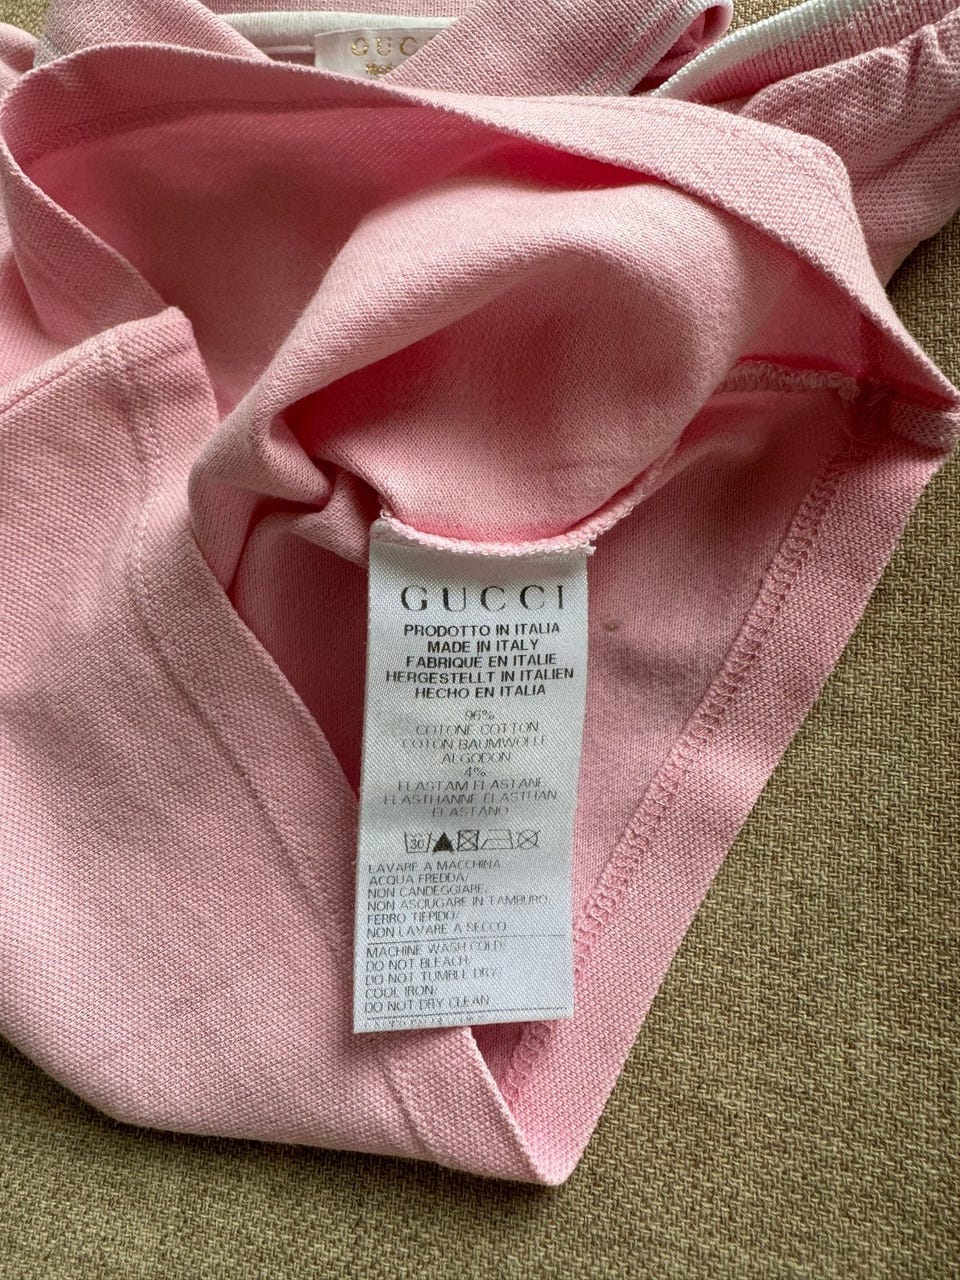 GUC
GUCCI
PRODOTTO IN ITALIA
MADE IN ITALY
FABRIQUE EN ITALIE
HERGESTELLT IN ITALIEN
HECHO EN ITALIA
96%
COTONE COTTON
COTON BAUMWOLLE
ALGODON
4%
ELASTAM ELASTANE
ELASTHANNE ELASTHAN
ELASTANO
30
LAVARE A MACCHINA
ACQUA FREDDA/
NON CANDEGGIARE,
NON ASCIUGARE IN TAMBURO
FERRO TIEPIDO/
NON LAVARE A SECCO
MACHINE WASH COLD/
DO NOT BLEACH,
DO NOT TUMBLE DRY/
COOL IRON/
DO NOT DRY CLEAN